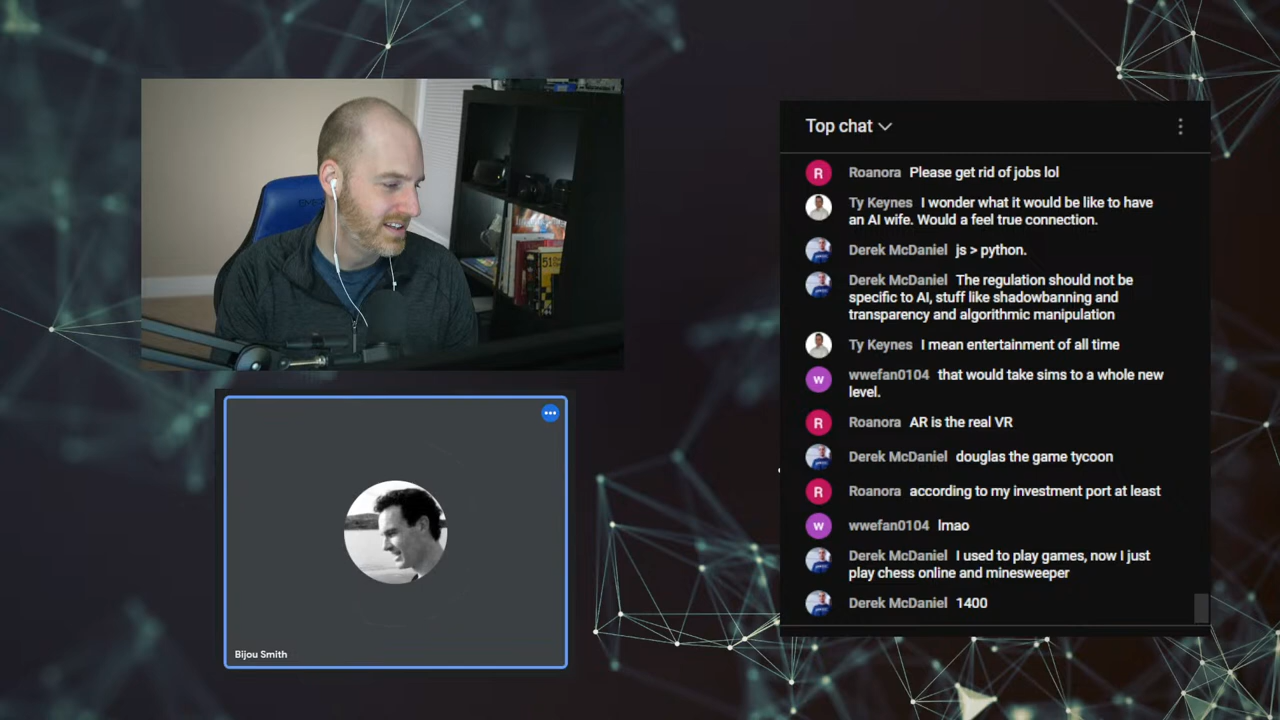 Top chat
Roanora Please get rid of jobs lol
Ty Keynes I wonder what it would be like to have
an AI wife. Would a feel true connection.
Derek McDaniel js > python.
Derek McDaniel The regulation should not be
specific to AI, stuff like shadowbanning and
transparency and algorithmic manipulation
Ty Keynes I mean entertainment of all time
wwefan0104 that would take sims to a whole new
level.
Roanora AR is the real VR
Derek McDaniel douglas the game tycoon
Roanora according to my investment port at least
wwefan0104 lmao
Derek McDaniel I used to play games, now I just
play chess online and minesweeper
Derek McDaniel 1400
R
R
w
R
R
w
51
Bijou Smith